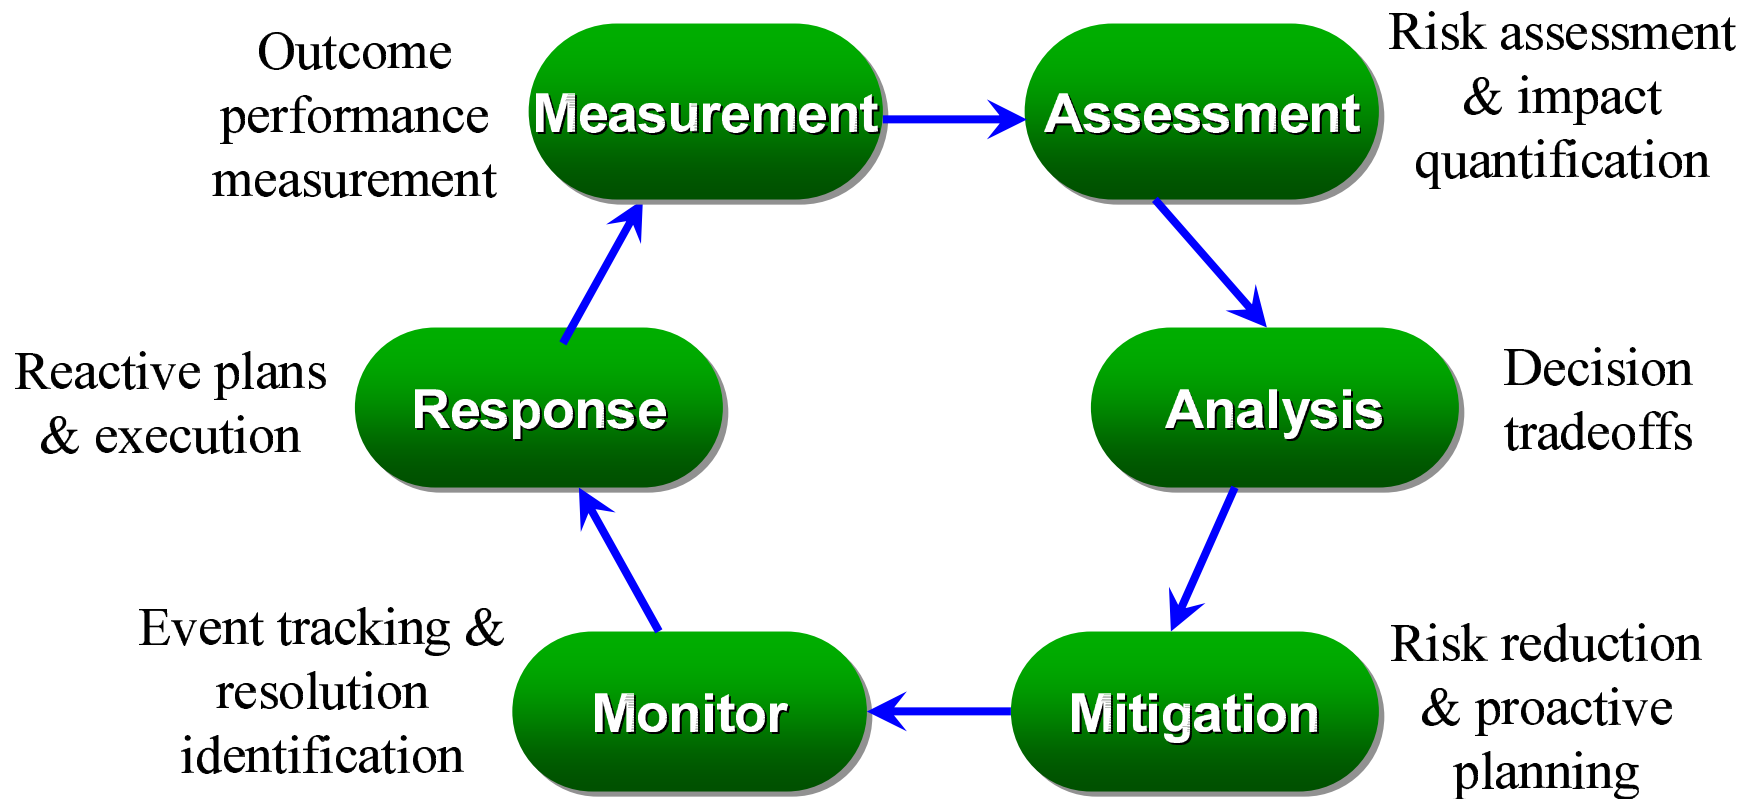 Outcome
performance
measurement
Measurement
Assessment
Risk assessment
& impact
quantification
Reactive plans
& execution
Response
Analysis
Decision
tradeoffs
Event tracking &
resolution
identification
Monitor
Mitigation
Risk reduction
& proactive
planning